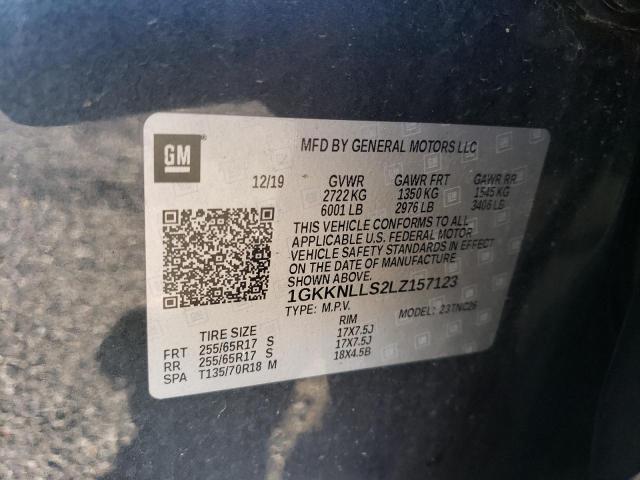 GM
MFD BY GENERAL MOTORS LLC
12/19 GVWR GAWR FRT GAWR RR
2722 KG 1350 KG 1545 KG
6001 LB 2976 LB 3406 LB
THIS VEHICLE CONFORMS TO ALL
APPLICABLE U.S. FEDERAL MOTOR
VEHICLE SAFETY STANDARDS IN EFFECT
ON THE DATE OF MANUFACTURE
SHOWN ABOVE.
1GKKNLLS2LZ157123
TYPE: M.P.V. MODEL: 23TNC26
TIRE SIZE RIM
FRT 255/65R17 S 17X7.5J
RR 255/65R17 S 17X7.5J
SPA T135/70R18 M 18X4.5B